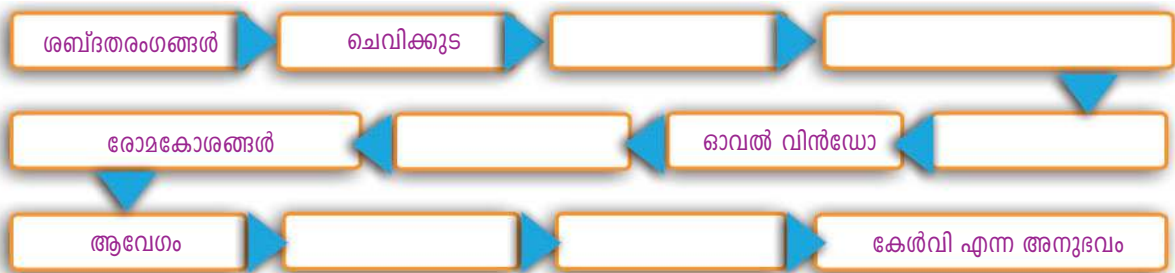 ശബ്ദതരംഗങ്ങൾ
ചെവിക്കുട
ഓവൽ വിൻഡോ
രോമകോശങ്ങൾ
ആവേഗം
കേൾവി എന്ന അനുഭവം